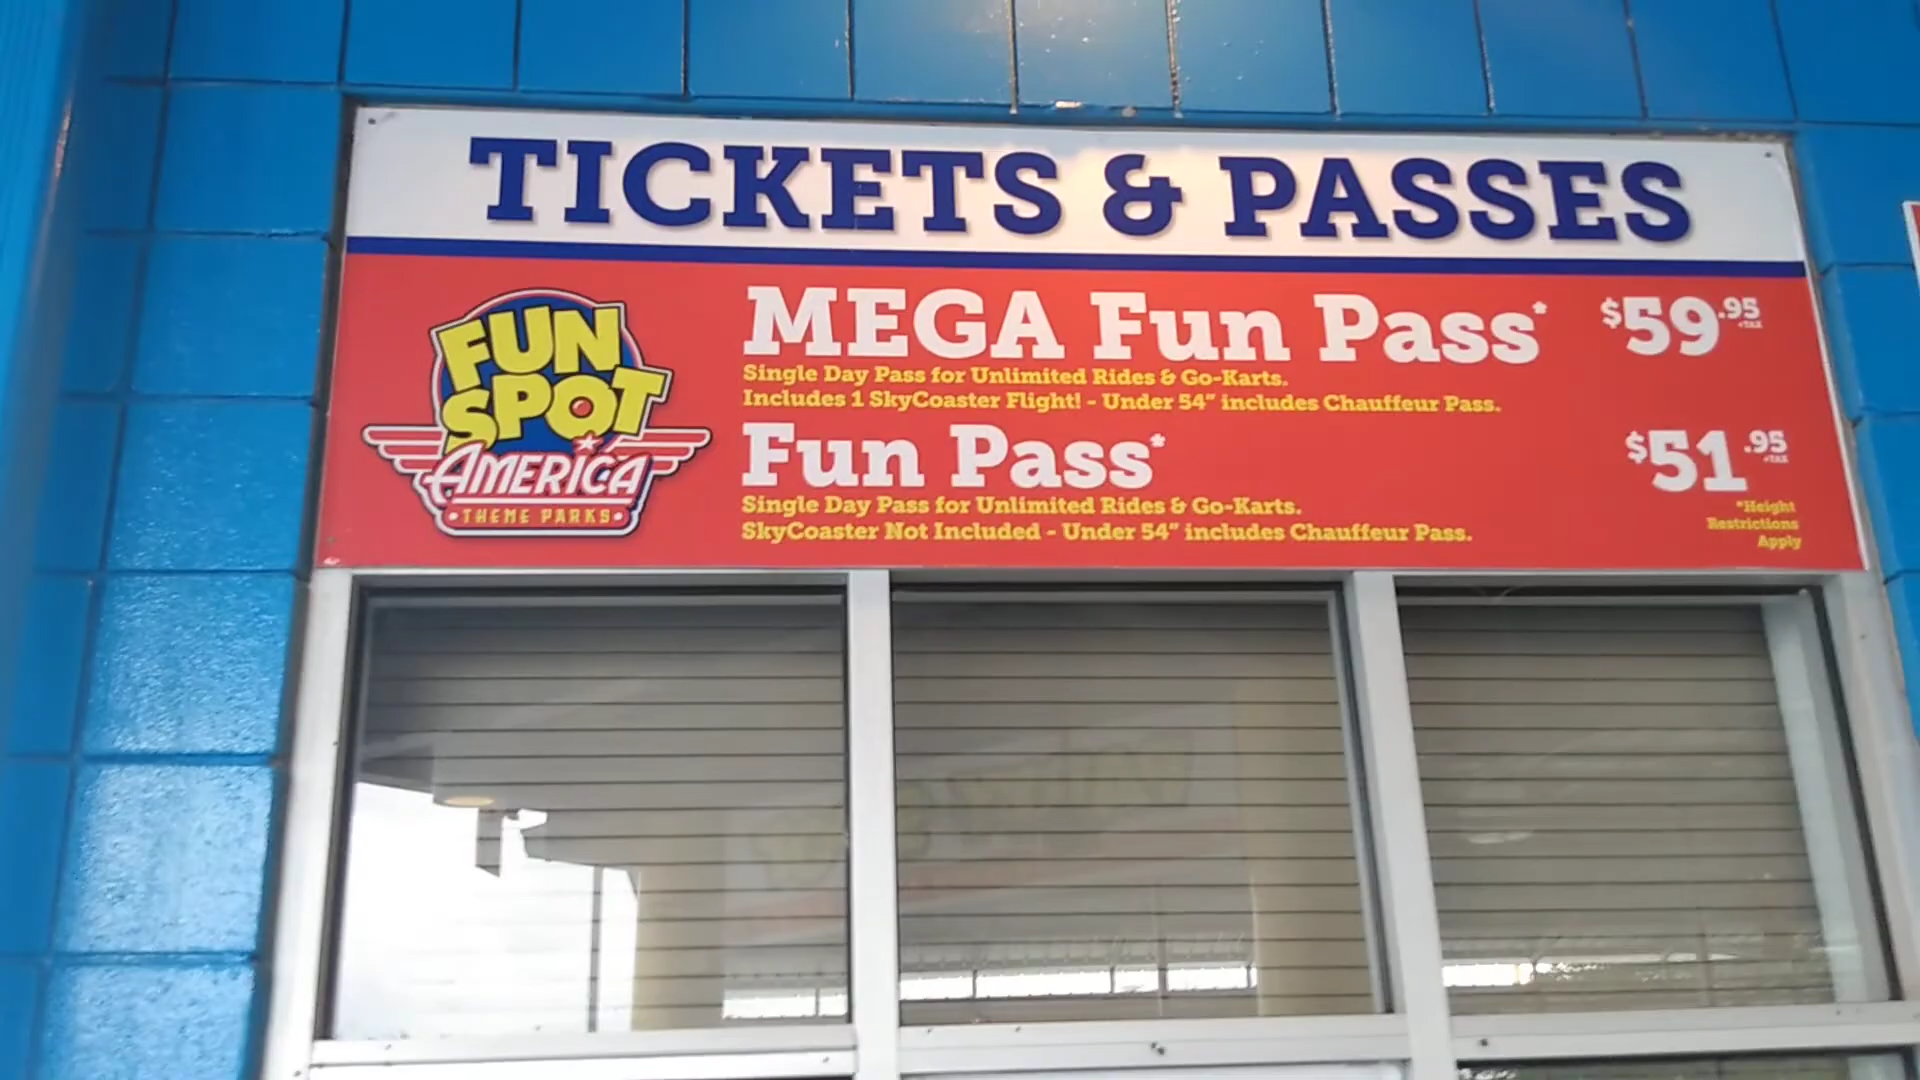 TICKETS & PASSES
FUN
SPOT
AMERICA
•THEME PARKS•
MEGA Fun Pass* $59.95 +TAX
Single Day Pass for Unlimited Rides & Go-Karts.
Includes 1 SkyCoaster Flight! - Under 54" includes Chauffeur Pass.
Fun Pass* $51.95 +TAX
Single Day Pass for Unlimited Rides & Go-Karts.
SkyCoaster Not Included - Under 54" includes Chauffeur Pass.
*Height
Restrictions
Apply